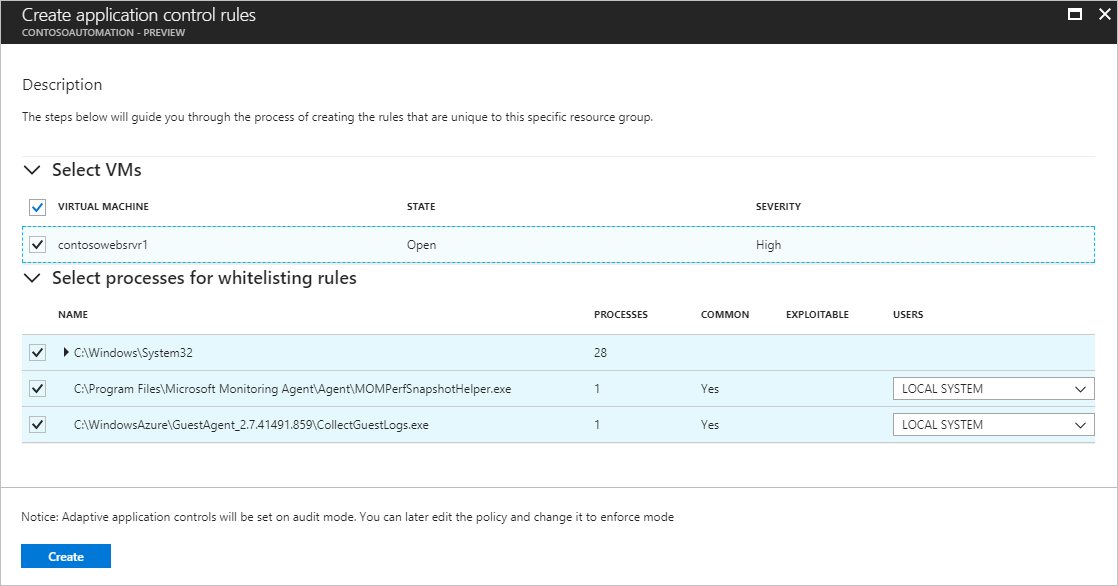 Create application control rules
CONTOSOAUTOMATION - PREVIEW
Description
The steps below will guide you through the process of creating the rules that are unique to this specific resource group.
Select VMs
VIRTUAL MACHINE STATE SEVERITY
contosowebsrvr1 Open High
Select processes for whitelisting rules
NAME PROCESSES COMMON EXPLOITABLE USERS
C:\Windows\System32 28
C:\Program Files\Microsoft Monitoring Agent\Agent\MOMPerfSnapshotHelper.exe 1 Yes LOCAL SYSTEM
C:\WindowsAzure\GuestAgent_2.7.41491.859\CollectGuestLogs.exe 1 Yes LOCAL SYSTEM
Notice: Adaptive application controls will be set on audit mode. You can later edit the policy and change it to enforce mode
Create